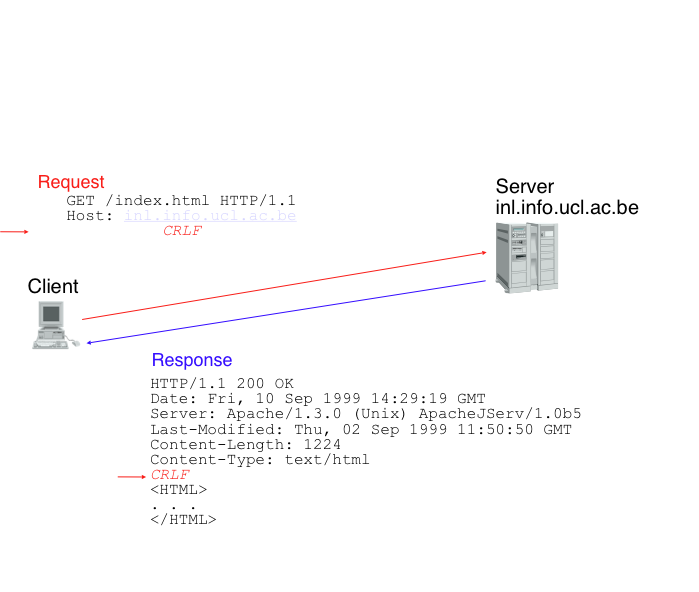 Request
GET /index.html HTTP/1.1
Host: inl.info.ucl.ac.be
CRLF
Server
inl.info.ucl.ac.be
Client
Response
HTTP/1.1 200 OK
Date: Fri, 10 Sep 1999 14:29:19 GMT
Server: Apache/1.3.0 (Unix) ApacheJServ/1.0b5
Last-Modified: Thu, 02 Sep 1999 11:50:50 GMT
Content-Length: 1224
Content-Type: text/html
CRLF
<HTML>
. . .
</HTML>